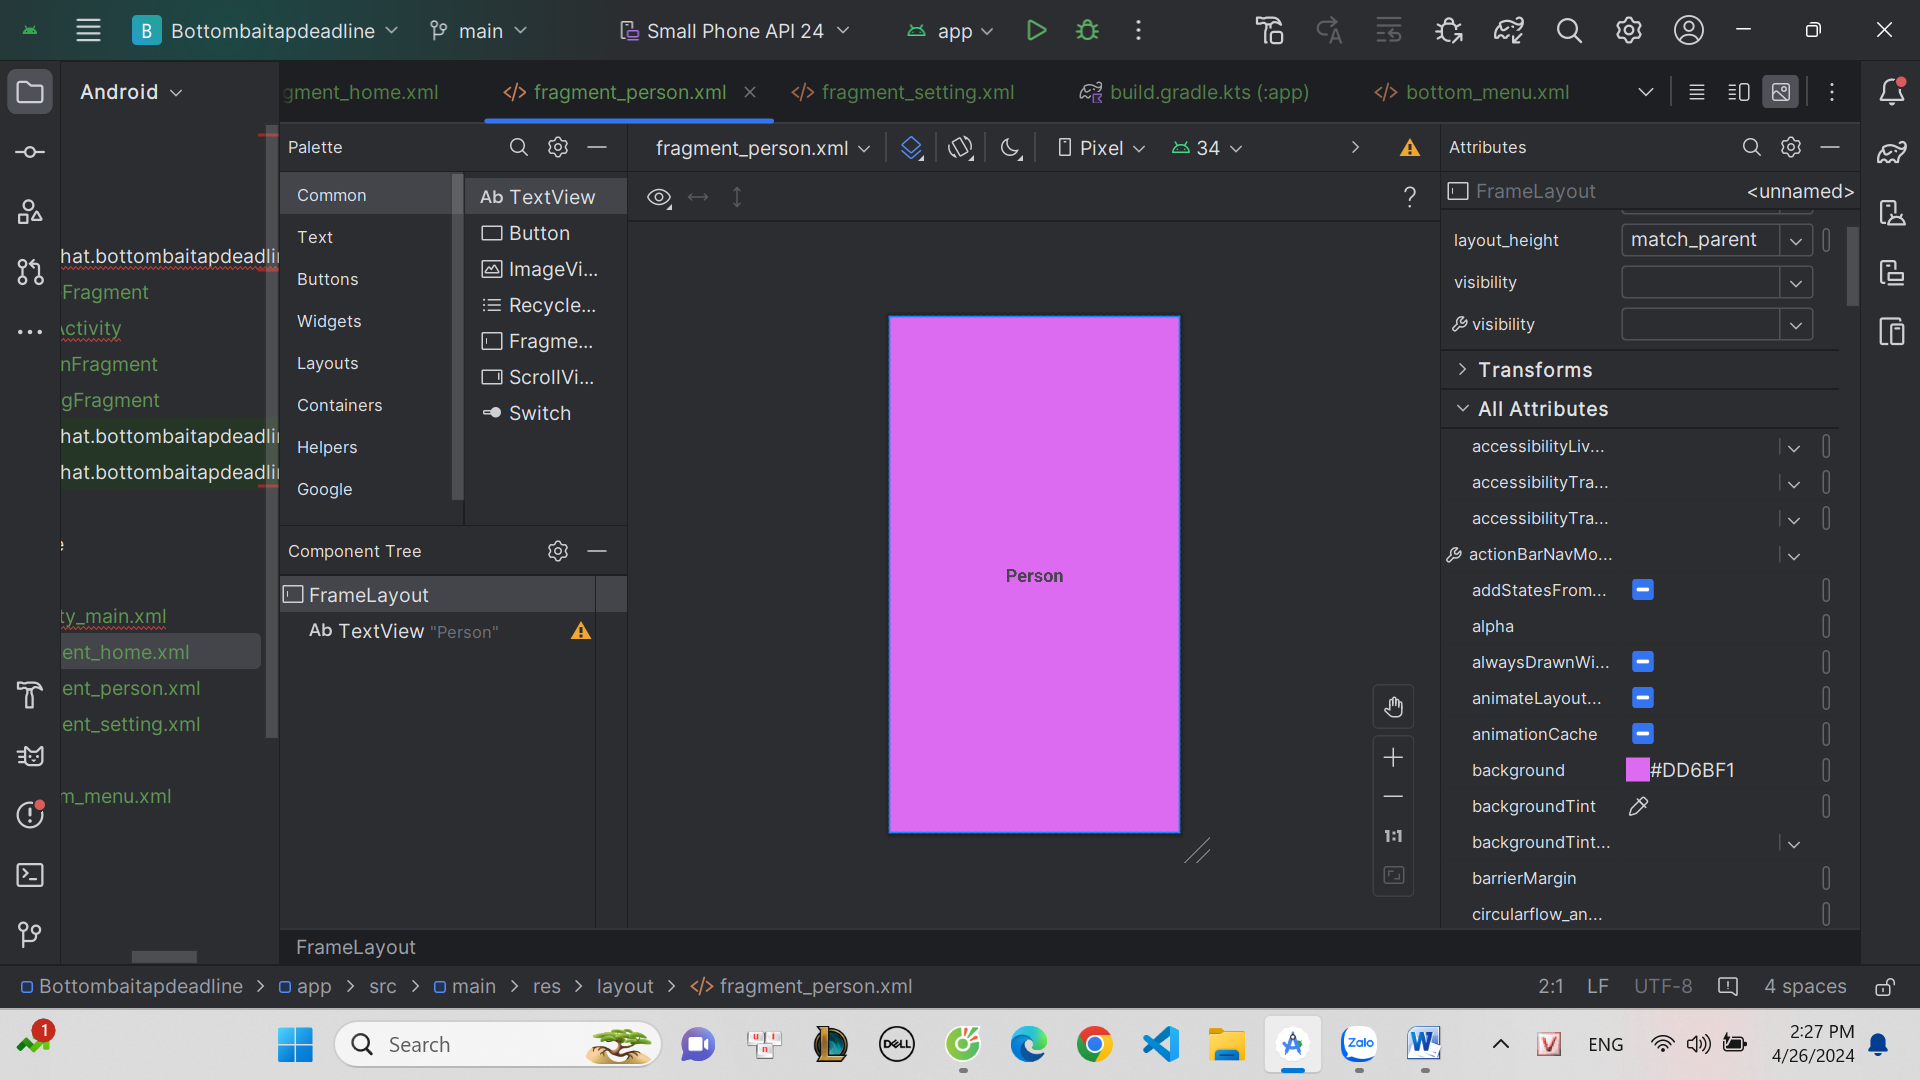 B Bottombaitapdeadline
main
Small Phone API 24
app
Android
gment_home.xml
fragment_person.xml
fragment_setting.xml
build.gradle.kts (:app)
bottom_menu.xml
hat.bottombaitapdeadli
Fragment
Activity
nFragment
gFragment
hat.bottombaitapdeadli
hat.bottombaitapdeadli
e
ty_main.xml
ent_home.xml
ent_person.xml
ent_setting.xml
m_menu.xml
Palette
Common
Text
Buttons
Widgets
Layouts
Containers
Helpers
Google
Ab TextView
Button
ImageVi...
Recycle...
Fragme...
ScrollVi...
Switch
Component Tree
FrameLayout
Ab TextView "Person"
fragment_person.xml
Pixel
34
?
Person
1:1
Attributes
FrameLayout
<unnamed>
layout_height match_parent
visibility
visibility
Transforms
All Attributes
accessibilityLiv...
accessibilityTra...
accessibilityTra...
actionBarNavMo...
addStatesFrom...
alpha
alwaysDrawnWi...
animateLayout...
animationCache
background #DD6BF1
backgroundTint
backgroundTint...
barrierMargin
circularflow_an...
FrameLayout
Bottombaitapdeadline > app > src > main > res > layout > fragment_person.xml
2:1 LF UTF-8 4 spaces
1
Search
DELL
Zalo
W
V
ENG
2:27 PM
4/26/2024